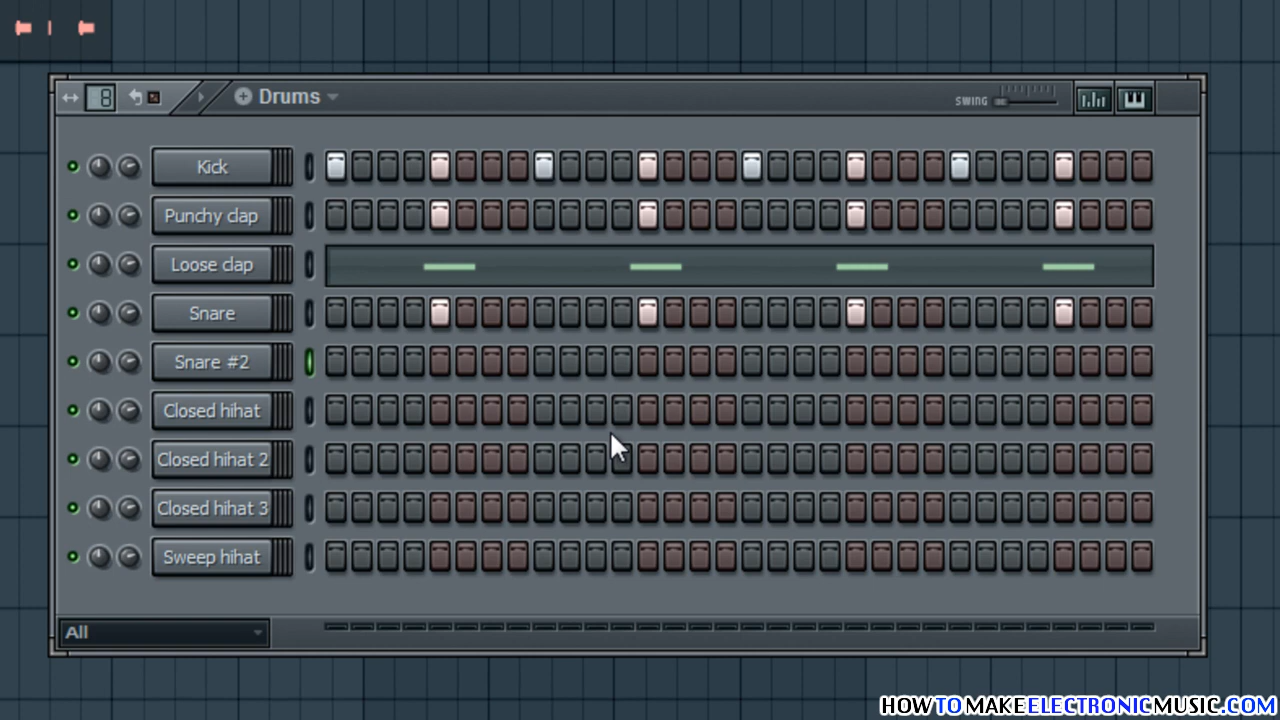 8
Drums
SWING
Kick
Punchy clap
Loose clap
Snare
Snare #2
Closed hihat
Closed hihat 2
Closed hihat 3
Sweep hihat
All
HOWTOMAKEELECTRONICMUSIC.COM